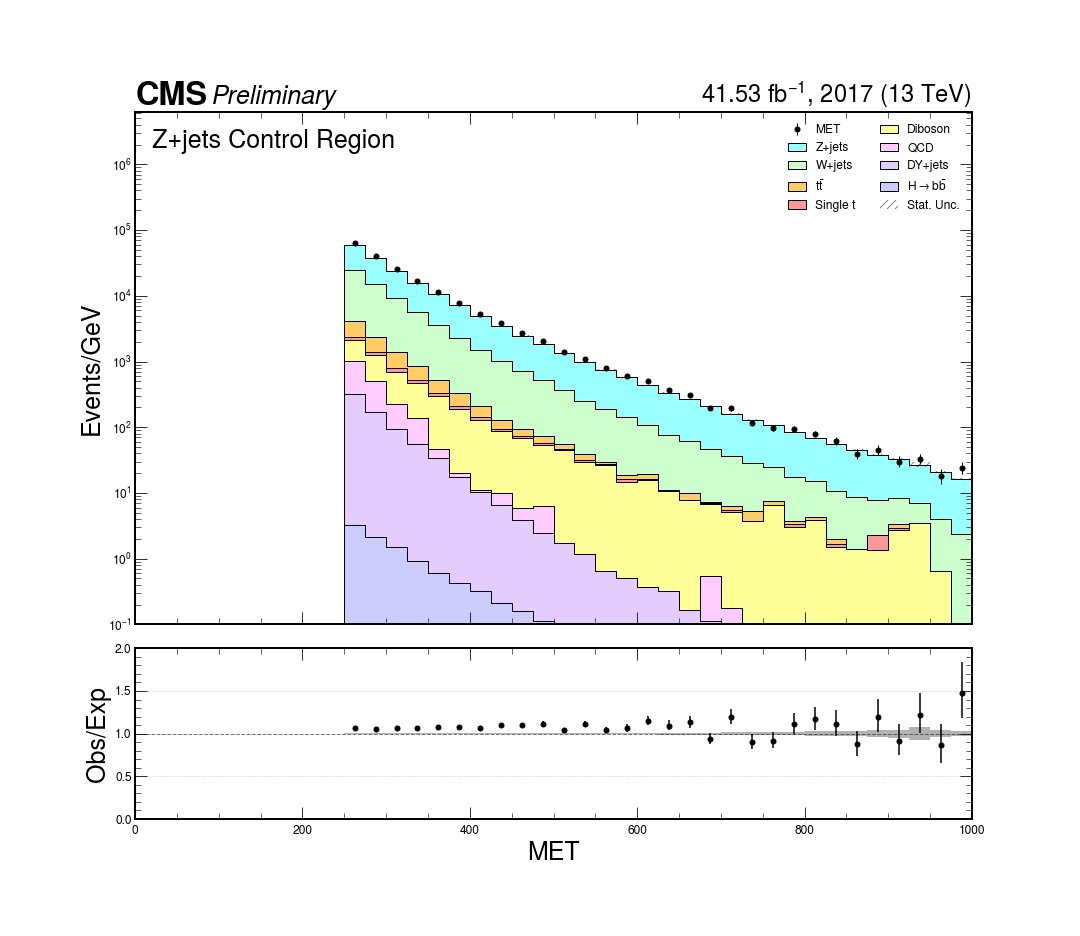 CMS Preliminary
41.53 fb⁻¹, 2017 (13 TeV)
Z+jets Control Region
MET
Z+jets
W+jets
tt̄
Single t
Diboson
QCD
DY+jets
H→bb̄
Stat. Unc.
Events/GeV
10⁶
10⁵
10⁴
10³
10²
10¹
10⁰
10⁻¹
Obs/Exp
2.0
1.5
1.0
0.5
0.0
0 200 400 600 800 1000
MET